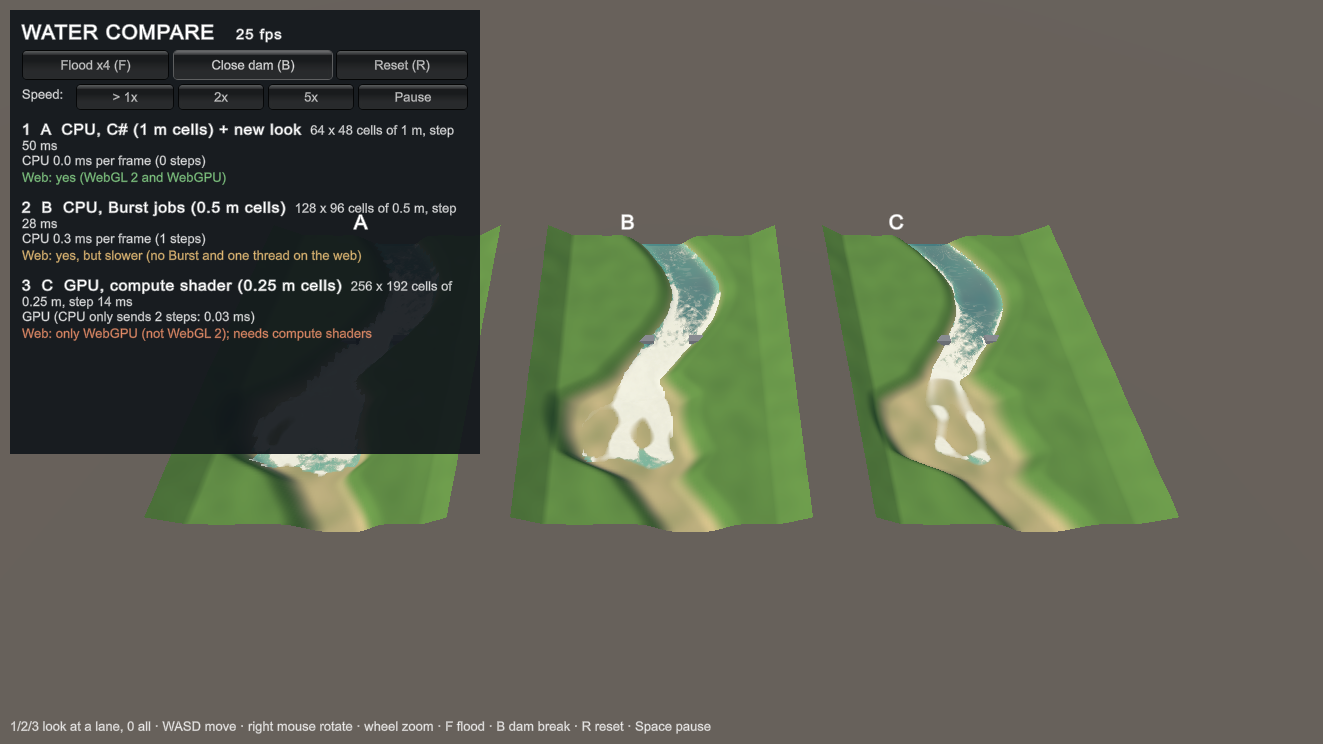 WATER COMPARE 25 fps
Flood x4 (F) Close dam (B) Reset (R)
Speed: > 1x 2x 5x Pause
1 A CPU, C# (1 m cells) + new look 64 x 48 cells of 1 m, step
50 ms
CPU 0.0 ms per frame (0 steps)
Web: yes (WebGL 2 and WebGPU)
2 B CPU, Burst jobs (0.5 m cells) 128 x 96 cells of 0.5 m, step
28 ms
CPU 0.3 ms per frame (1 steps)
Web: yes, but slower (no Burst and one thread on the web)
3 C GPU, compute shader (0.25 m cells) 256 x 192 cells of
0.25 m, step 14 ms
GPU (CPU only sends 2 steps: 0.03 ms)
Web: only WebGPU (not WebGL 2); needs compute shaders
A B C
1/2/3 look at a lane, 0 all · WASD move · right mouse rotate · wheel zoom · F flood · B dam break · R reset · Space pause